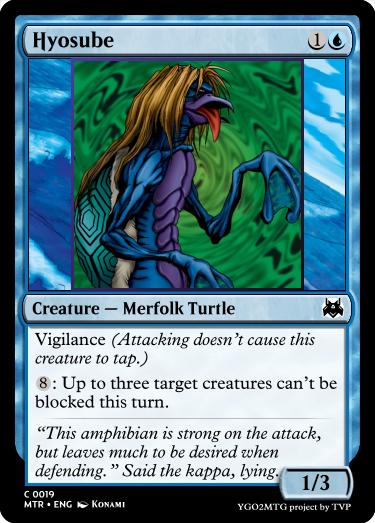 Hyosube 1
Creature — Merfolk Turtle
Vigilance (Attacking doesn't cause this
creature to tap.)
8: Up to three target creatures can't be
blocked this turn.
"This amphibian is strong on the attack,
but leaves much to be desired when
defending." Said the kappa, lying.
1/3
C 0019
MTR • ENG Konami
YGO2MTG project by TVP